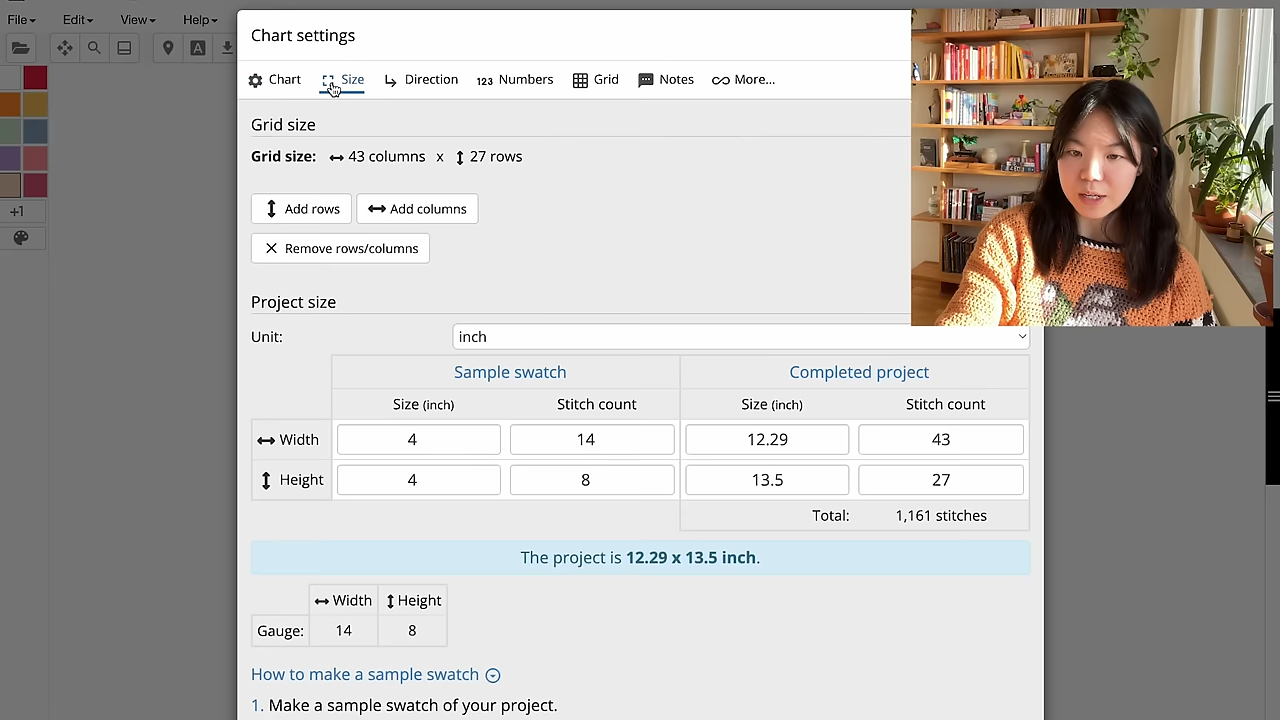 File Edit View Help
Chart settings
Chart Size Direction 123 Numbers Grid Notes More...
A
Grid size
Grid size: 43 columns x 27 rows
Add rows Add columns
+1
Remove rows/columns
Project size
Unit: inch
Sample swatch Completed project
Size (inch) Stitch count Size (inch) Stitch count
Width 4 14 12.29 43
Height 4 8 13.5 27
Total: 1,161 stitches
The project is 12.29 x 13.5 inch.
Width Height
Gauge: 14 8
How to make a sample swatch
1. Make a sample swatch of your project.